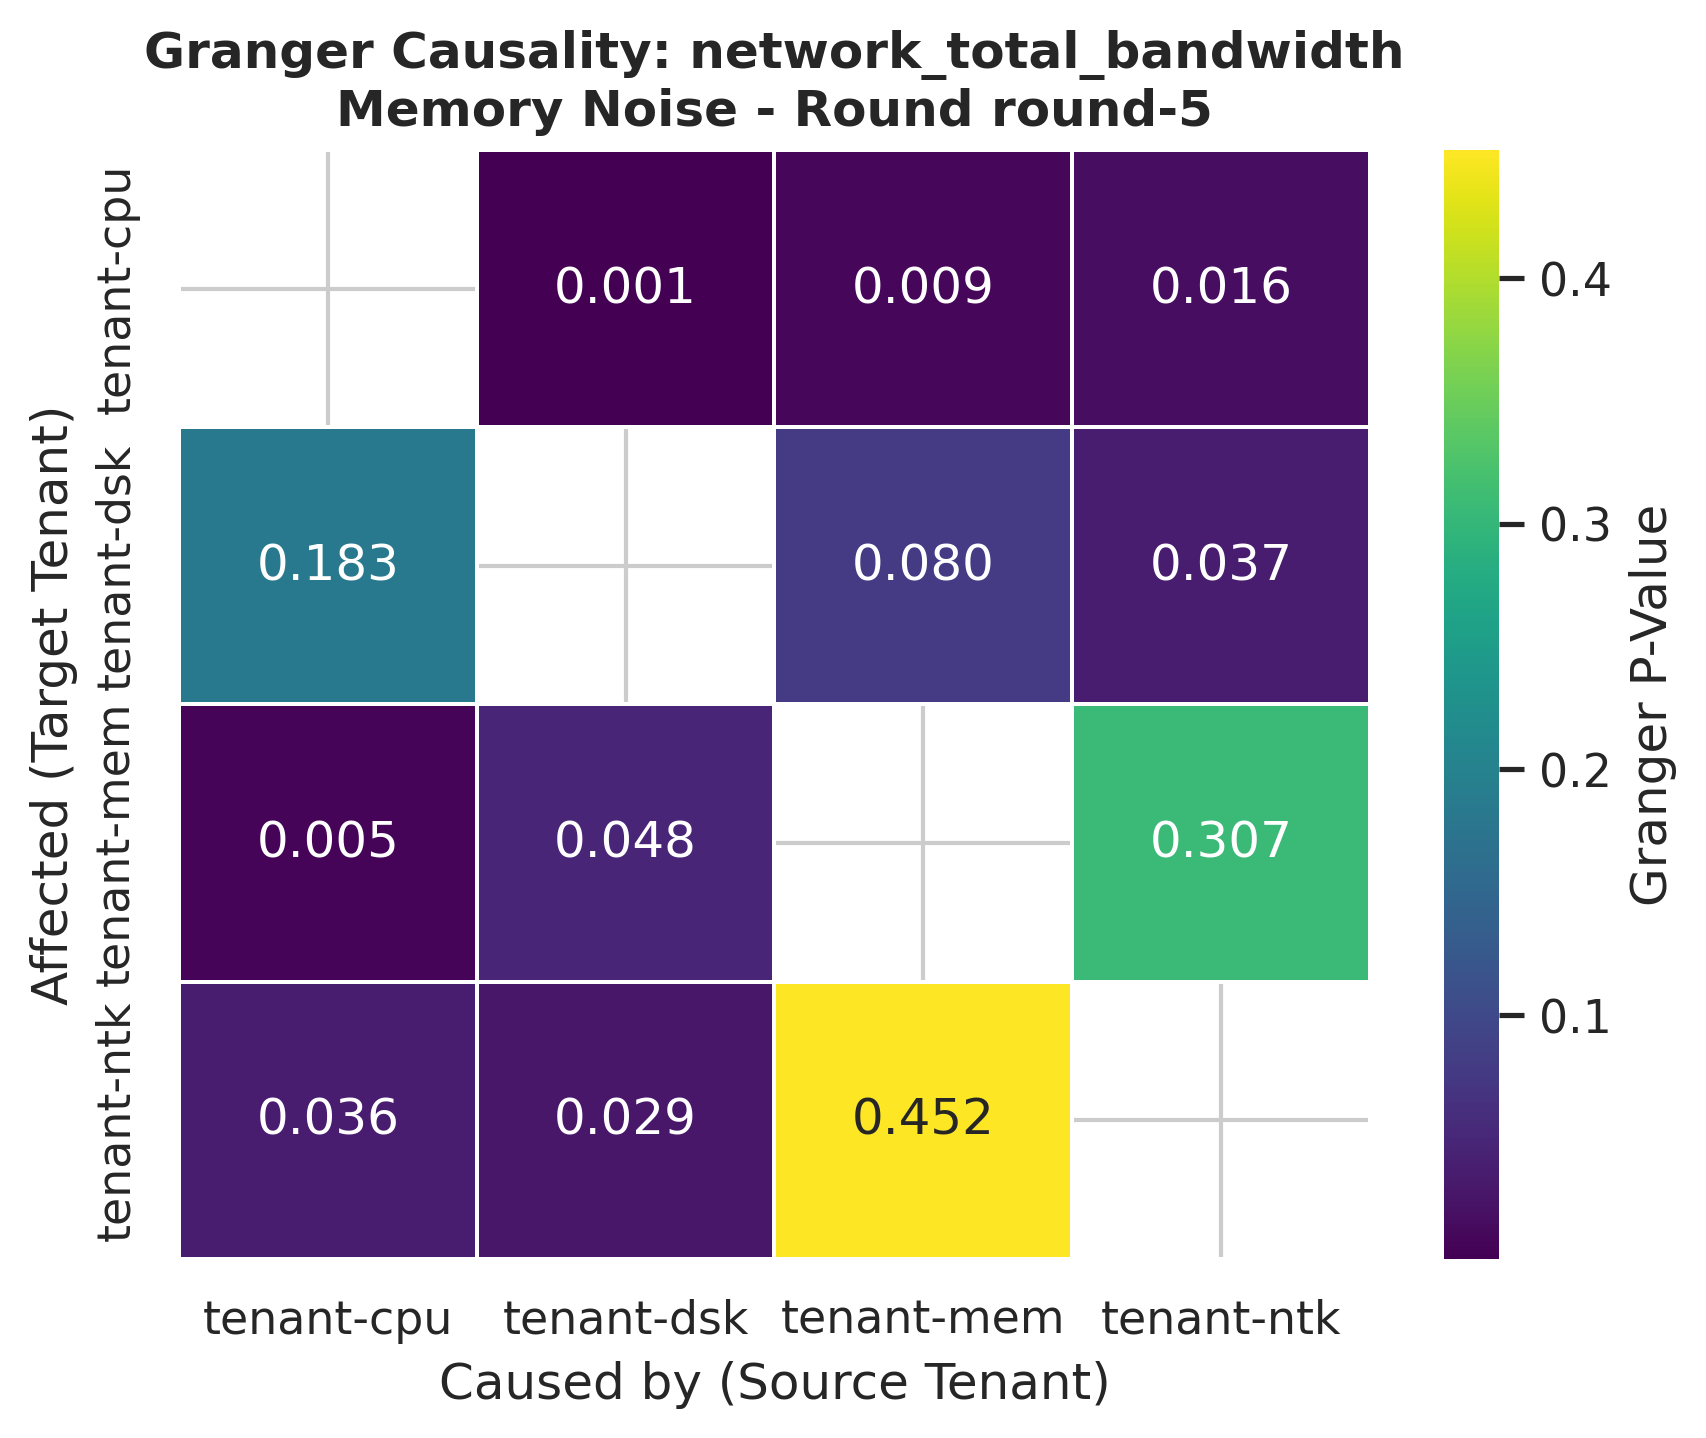 Granger Causality: network_total_bandwidth
Memory Noise - Round round-5
Affected (Target Tenant)
tenant-cpu
0.001 0.009 0.016
tenant-dsk
0.183 0.080 0.037
tenant-mem
0.005 0.048 0.307
tenant-ntk
0.036 0.029 0.452
tenant-cpu tenant-dsk tenant-mem tenant-ntk
Caused by (Source Tenant)
0.4
0.3
0.2
0.1
Granger P-Value